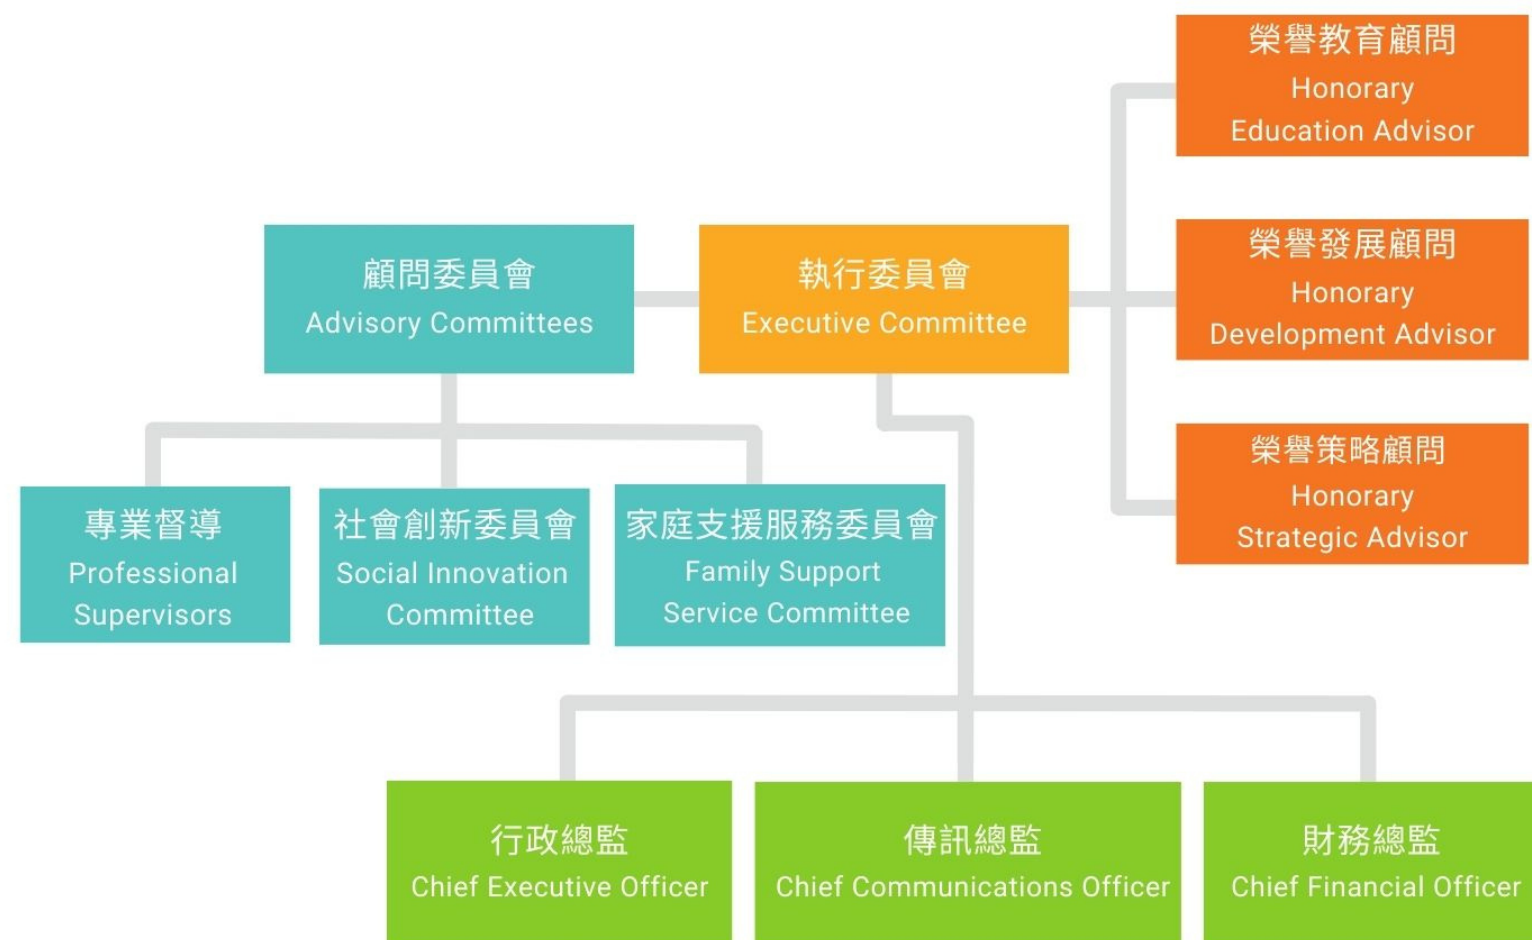 榮譽教育顧問
Honorary
Education Advisor
顧問委員會
Advisory Committees
執行委員會
Executive Committee
榮譽發展顧問
Honorary
Development Advisor
榮譽策略顧問
Honorary
Strategic Advisor
專業督導
Professional
Supervisors
社會創新委員會
Social Innovation
Committee
家庭支援服務委員會
Family Support
Service Committee
行政總監
Chief Executive Officer
傳訊總監
Chief Communications Officer
財務總監
Chief Financial Officer